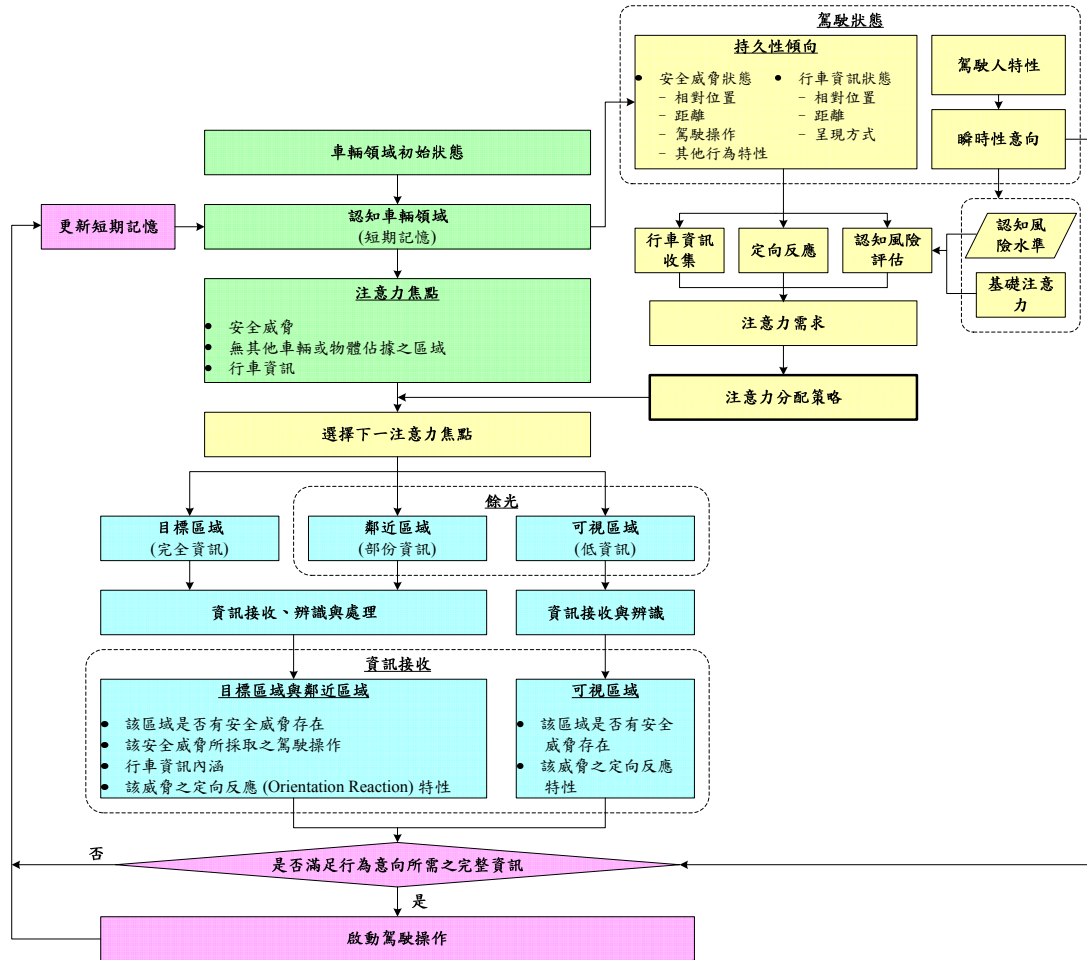 駕駛狀態
持久性傾向
• 安全威脅狀態
– 相對位置
– 距離
– 駕駛操作
– 其他行為特性
• 行車資訊狀態
– 相對位置
– 距離
– 呈現方式
駕駛人特性
瞬時性意向
車輛領域初始狀態
更新短期記憶
認知車輛領域
(短期記憶)
行車資訊
收集
定向反應
認知風險
評估
認知風
險水準
基礎注意
力
注意力焦點
• 安全威脅
• 無其他車輛或物體佔據之區域
• 行車資訊
注意力需求
注意力分配策略
選擇下一注意力焦點
餘光
目標區域
(完全資訊)
鄰近區域
(部份資訊)
可視區域
(低資訊)
資訊接收、辨識與處理
資訊接收與辨識
資訊接收
目標區域與鄰近區域
• 該區域是否有安全威脅存在
• 該安全威脅所採取之駕駛操作
• 行車資訊內涵
• 該威脅之定向反應 (Orientation Reaction) 特性
可視區域
• 該區域是否有安全
威脅存在
• 該威脅之定向反應
特性
否
是否滿足行為意向所需之完整資訊
是
啟動駕駛操作